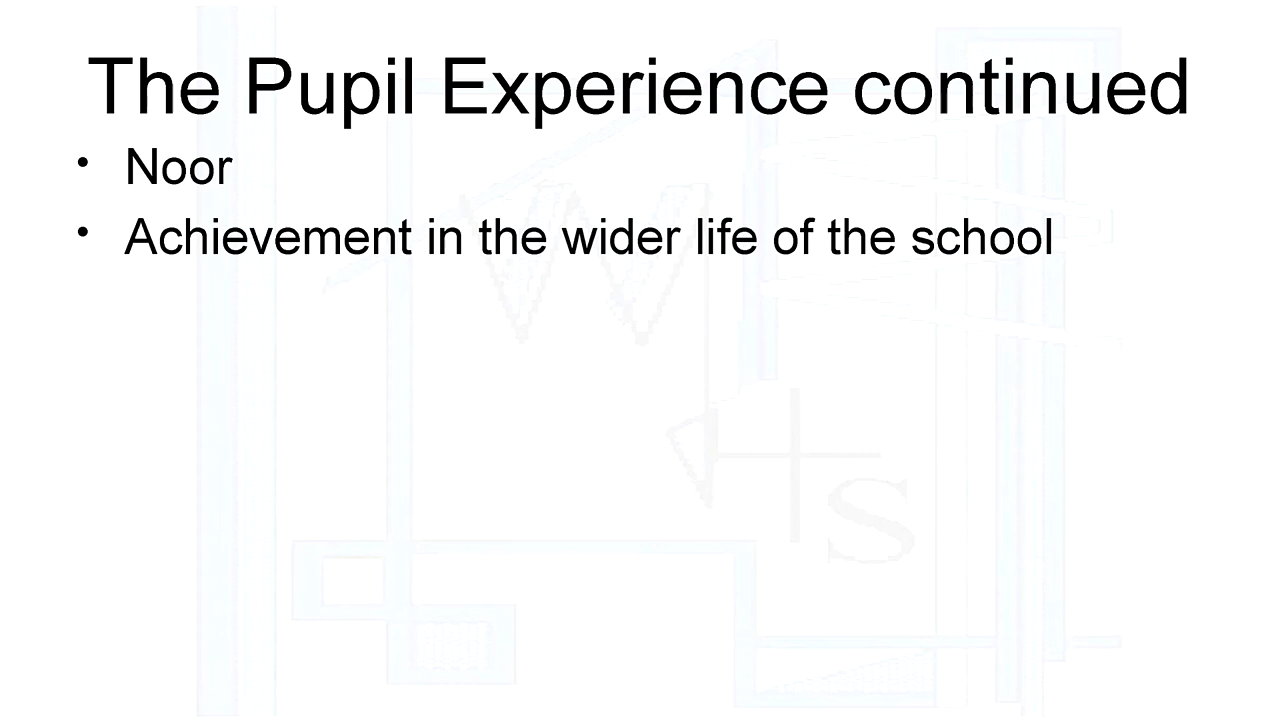 The Pupil Experience continued
• Noor
• Achievement in the wider life of the school